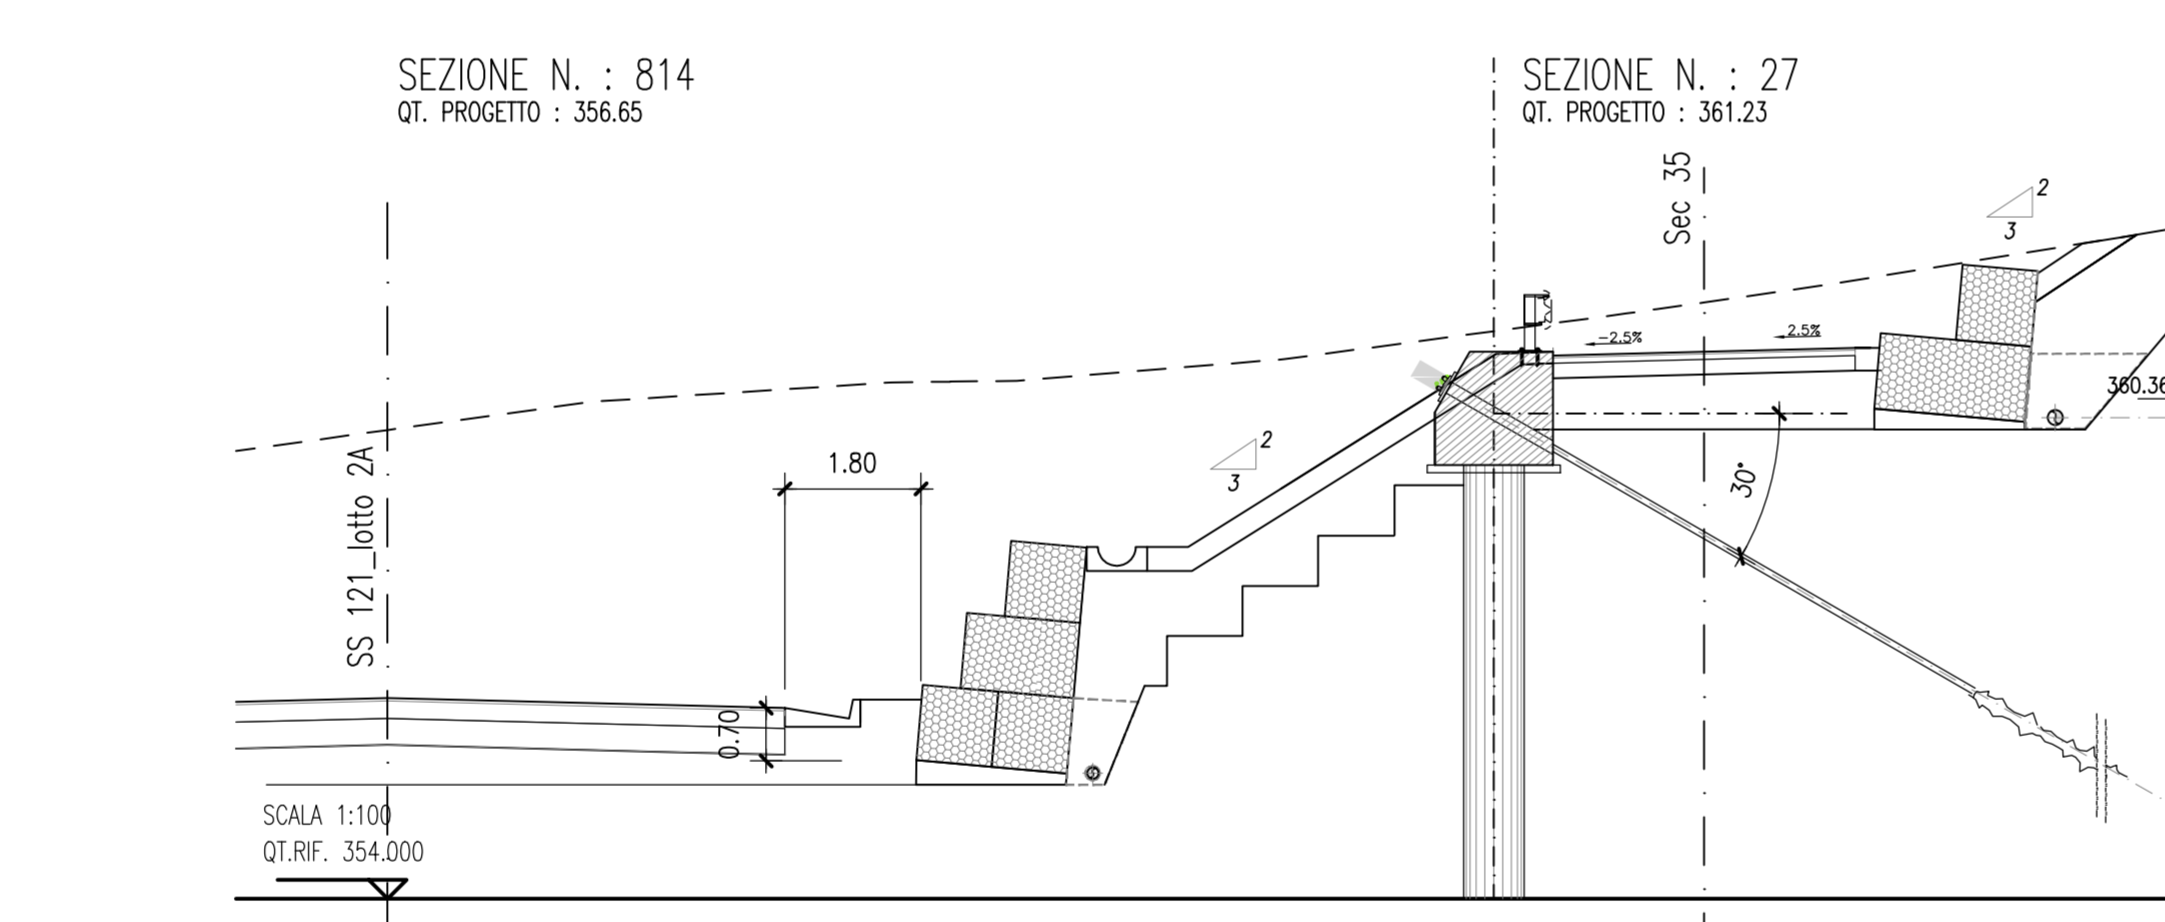 SEZIONE N. : 814
QT. PROGETTO : 356.65
SEZIONE N. : 27
QT. PROGETTO : 361.23
Sec 35
2
3
-2.5%
2.5%
360.36
2
3
1.80
30°
SS 121_lotto 2A
0.70
SCALA 1:100
QT.RIF. 354.000